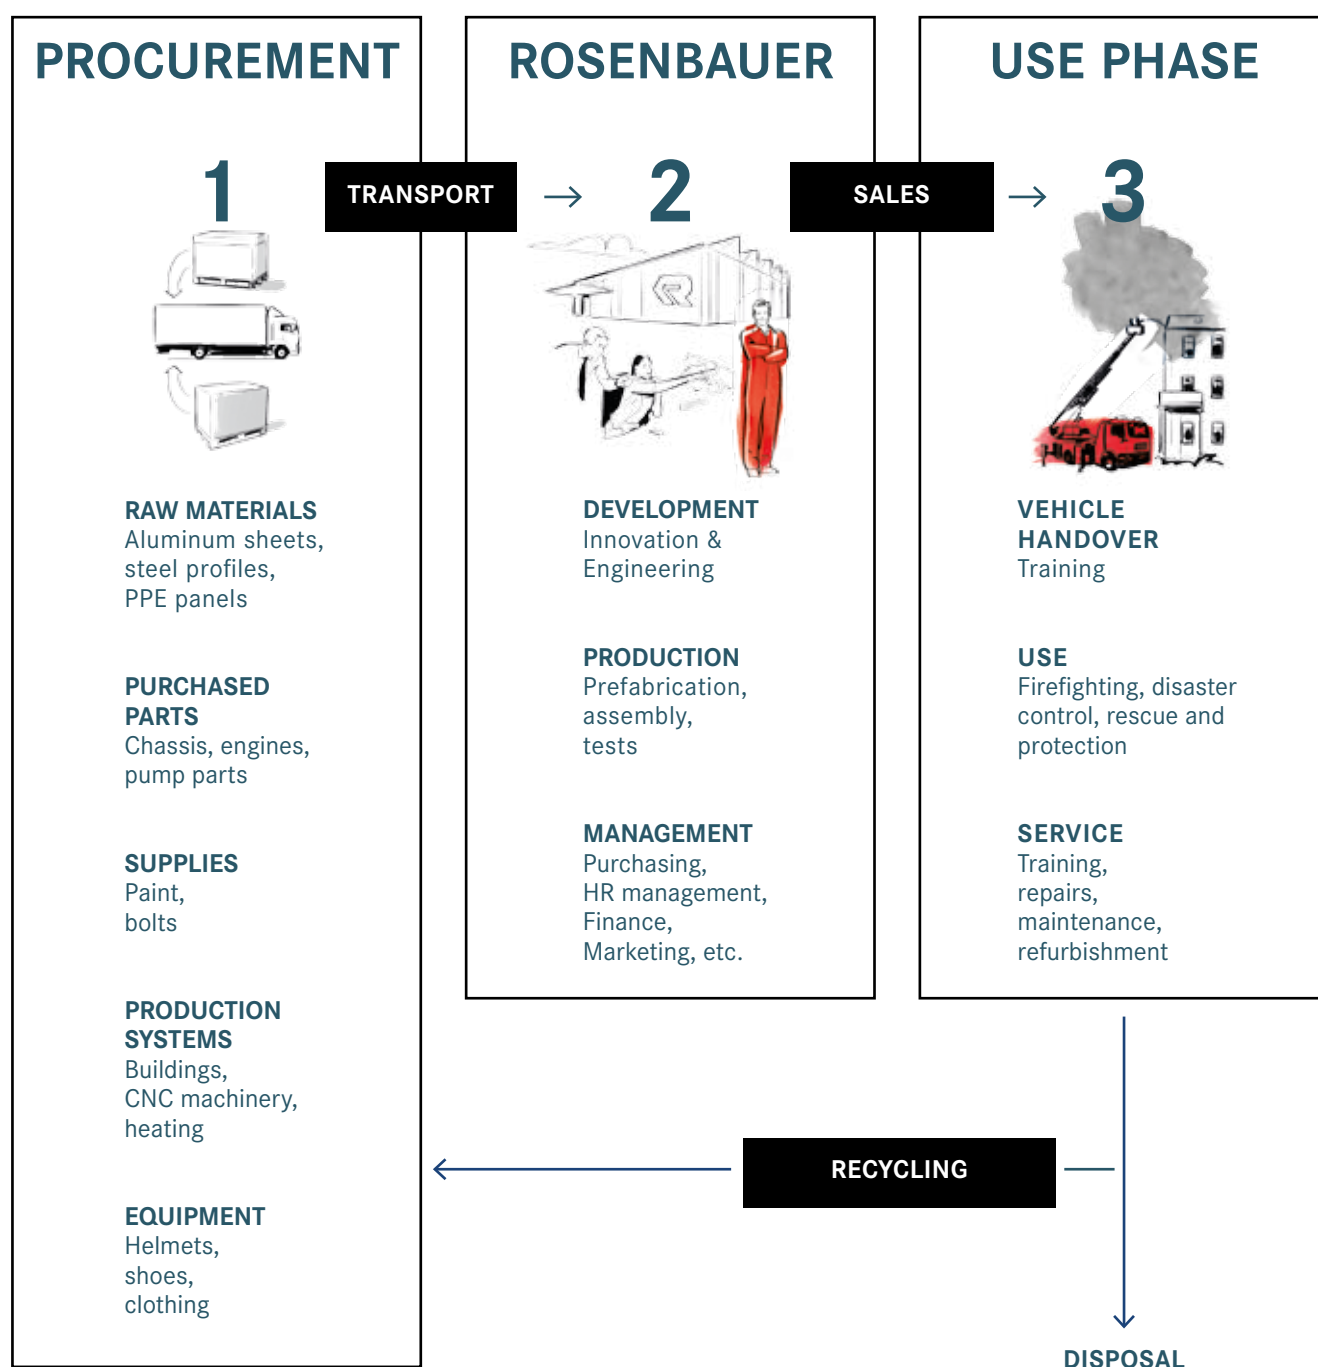 PROCUREMENT
1
RAW MATERIALS
Aluminum sheets,
steel profiles,
PPE panels
PURCHASED
PARTS
Chassis, engines,
pump parts
SUPPLIES
Paint,
bolts
PRODUCTION
SYSTEMS
Buildings,
CNC machinery,
heating
EQUIPMENT
Helmets,
shoes,
clothing
TRANSPORT
ROSENBAUER
2
DEVELOPMENT
Innovation &
Engineering
PRODUCTION
Prefabrication,
assembly,
tests
MANAGEMENT
Purchasing,
HR management,
Finance,
Marketing, etc.
SALES
USE PHASE
3
VEHICLE
HANDOVER
Training
USE
Firefighting, disaster
control, rescue and
protection
SERVICE
Training,
repairs,
maintenance,
refurbishment
RECYCLING
DISPOSAL